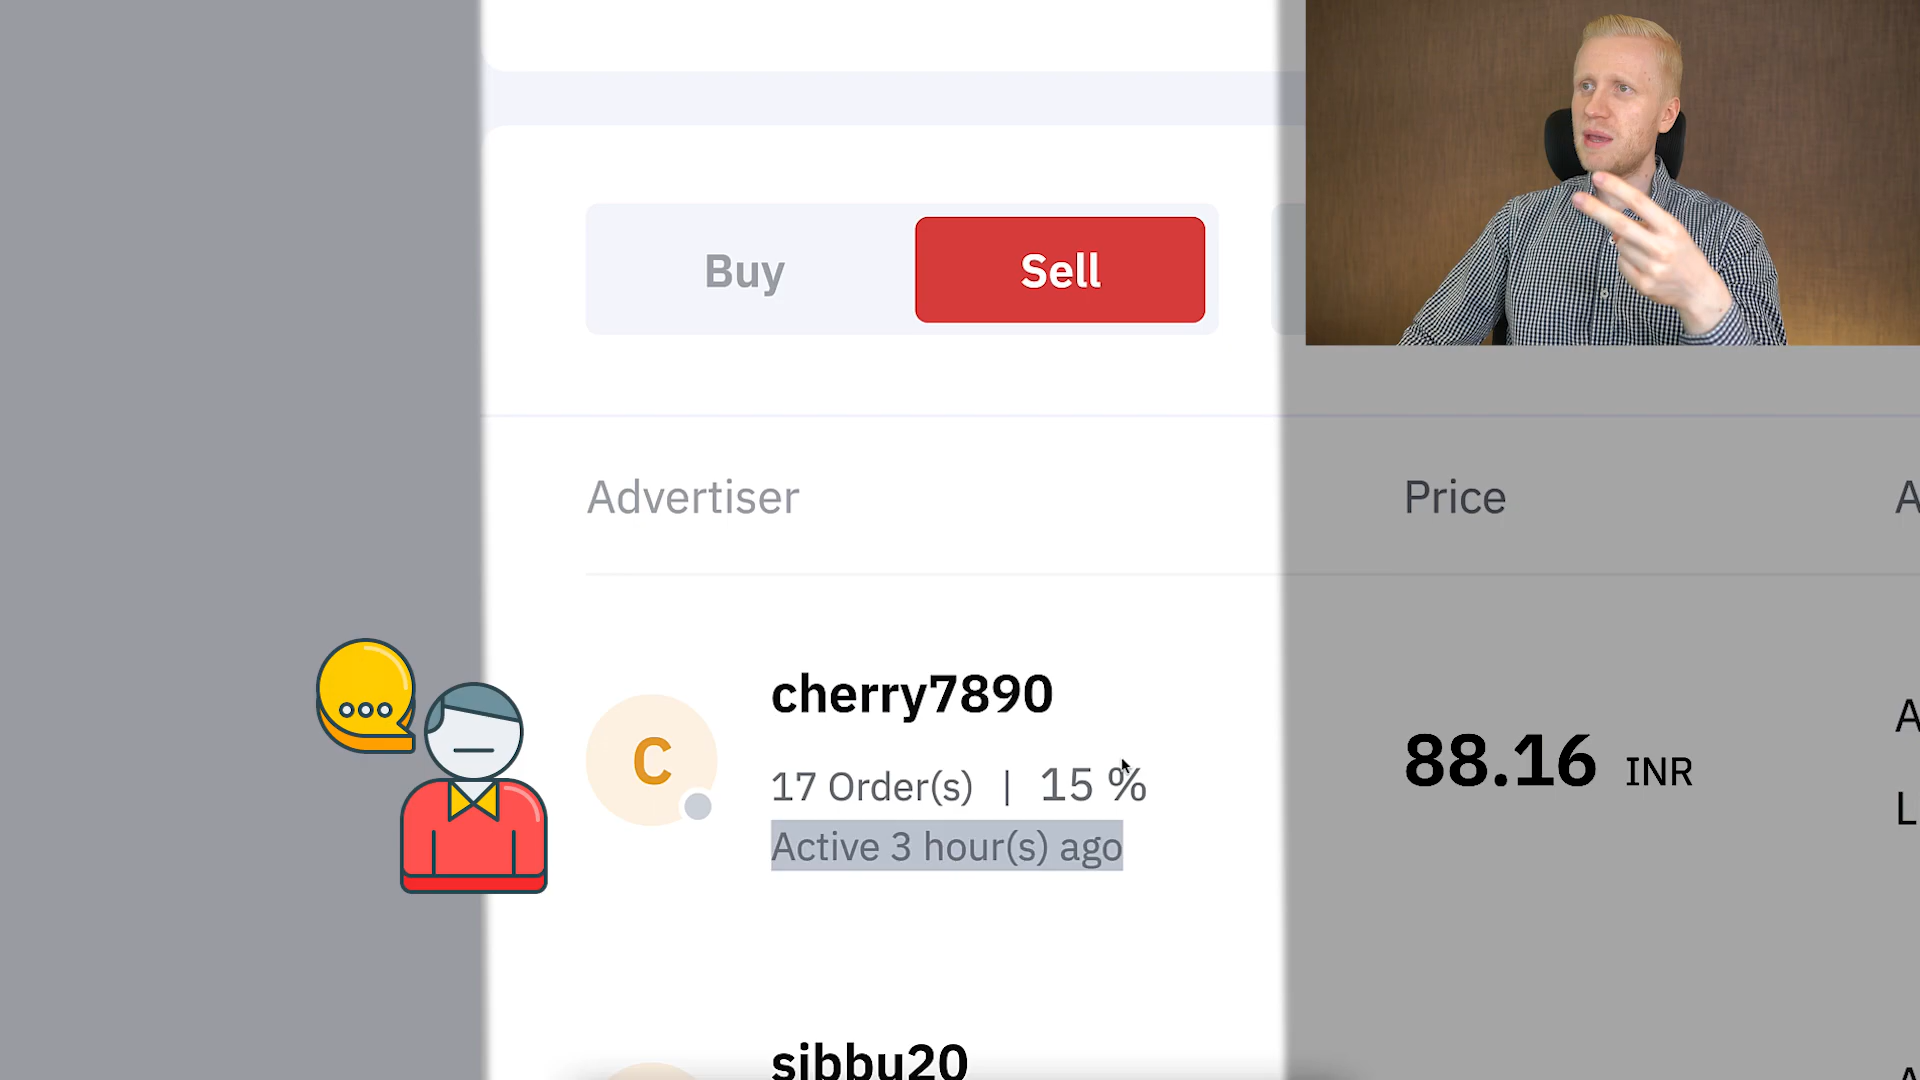 Buy
Sell
Advertiser
Price
A
cherry7890
C
17 Order(s) | 15 %
Active 3 hour(s) ago
88.16 INR
A
L
sibbu20